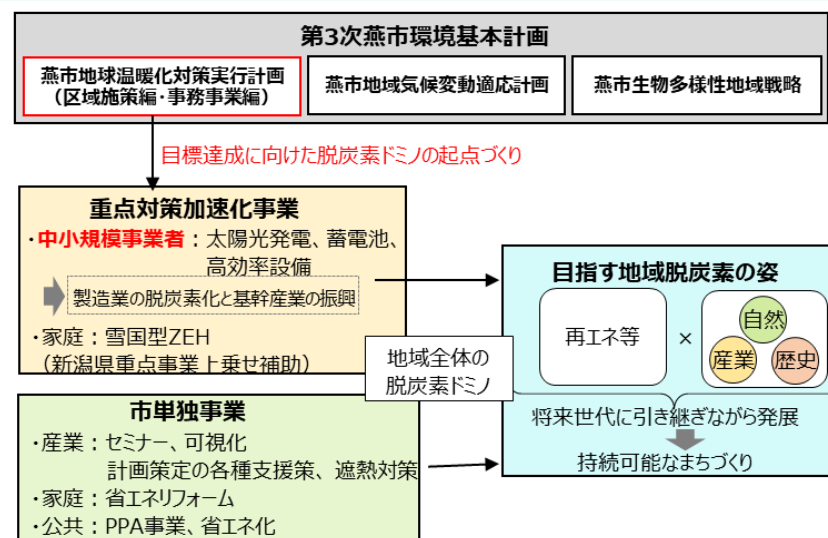 第3次燕市環境基本計画
燕市地球温暖化対策実行計画
（区域施策編・事務事業編）
燕市地域気候変動適応計画
燕市生物多様性地域戦略
目標達成に向けた脱炭素ドミノの起点づくり
重点対策加速化事業
・中小規模事業者：太陽光発電、蓄電池、
高効率設備
製造業の脱炭素化と基幹産業の振興
・家庭：雪国型ZEH
（新潟県重点事業上乗せ補助）
市単独事業
・産業：セミナー、可視化
計画策定の各種支援策、遮熱対策
・家庭：省エネリフォーム
・公共：PPA事業、省エネ化
地域全体の
脱炭素ドミノ
目指す地域脱炭素の姿
再エネ等
×
自然
産業
歴史
将来世代に引き継ぎながら発展
持続可能なまちづくり